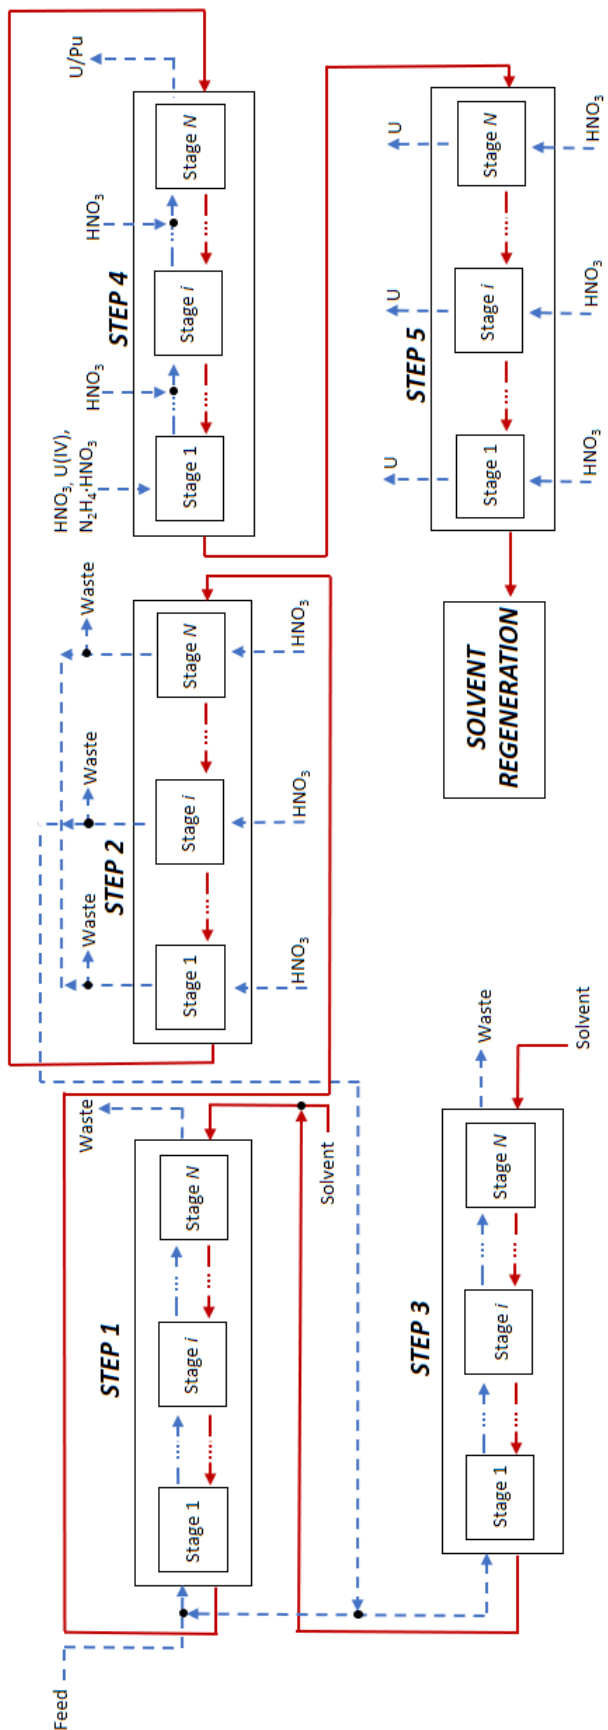 Feed
STEP 1
Stage 1
Stage i
Stage N
Waste
Solvent
STEP 2
Stage 1
Stage i
Stage N
Waste
Waste
Waste
HNO₃
HNO₃
HNO₃
STEP 4
HNO₃, U(IV),
N₂H₄·HNO₃
HNO₃
HNO₃
U/Pu
Stage 1
Stage i
Stage N
STEP 3
Stage 1
Stage i
Stage N
Waste
Solvent
SOLVENT
REGENERATION
STEP 5
U
U
U
Stage 1
Stage i
Stage N
HNO₃
HNO₃
HNO₃